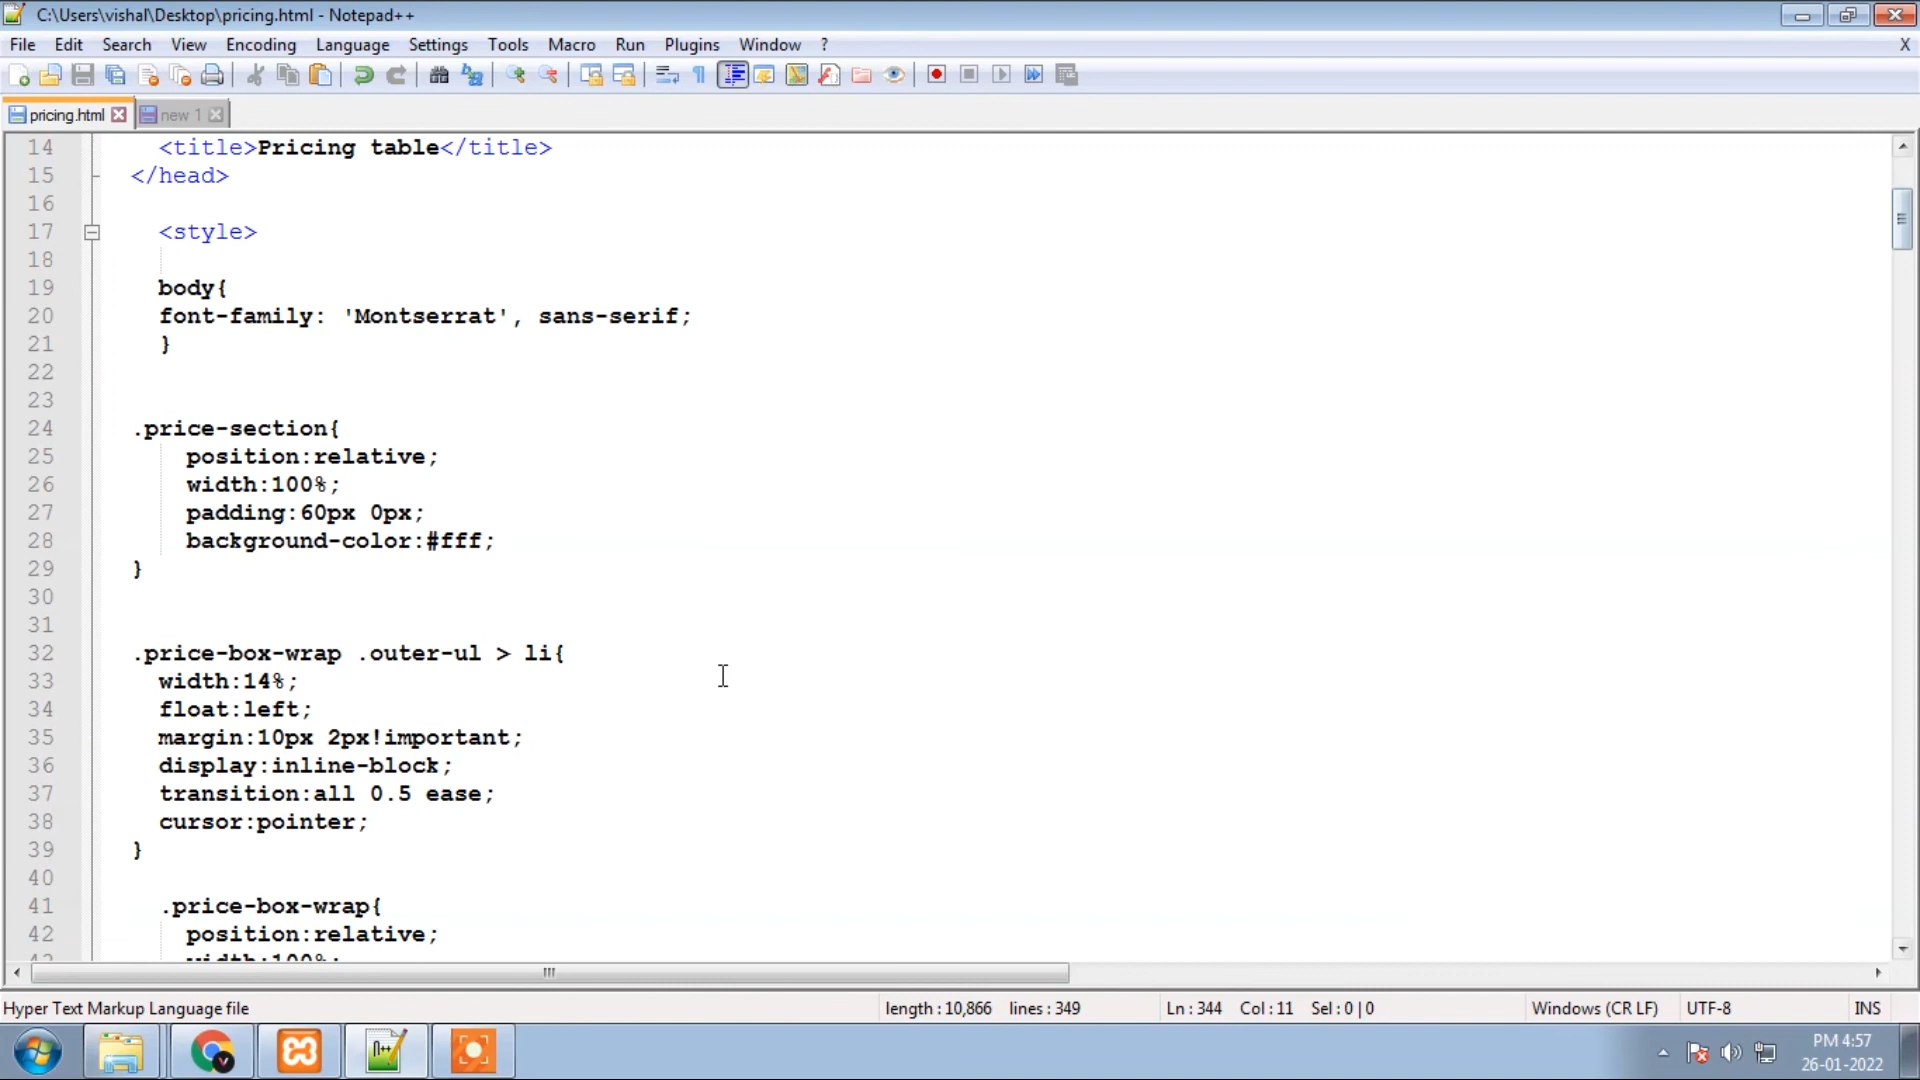 C:\Users\vishal\Desktop\pricing.html - Notepad++
File Edit Search View Encoding Language Settings Tools Macro Run Plugins Window ? X
pricing.html new 1
14 <title>Pricing table</title>
15 </head>
16
17 <style>
18
19 body{
20 font-family: 'Montserrat', sans-serif;
21 }
22
23
24 .price-section{
25 position:relative;
26 width:100%;
27 padding:60px 0px;
28 background-color:#fff;
29 }
30
31
32 .price-box-wrap .outer-ul > li{
33 width:14%;
34 float:left;
35 margin:10px 2px!important;
36 display:inline-block;
37 transition:all 0.5 ease;
38 cursor:pointer;
39 }
40
41 .price-box-wrap{
42 position:relative;
43 width:100%;
Hyper Text Markup Language file length : 10,866 lines : 349 Ln : 344 Col : 11 Sel : 0 | 0 Windows (CR LF) UTF-8 INS
PM 4:57
26-01-2022